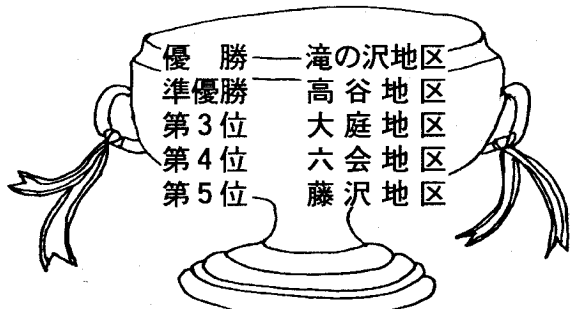 優勝 滝の沢地区
準優勝 高谷地区
第3位 大庭地区
第4位 六会地区
第5位 藤沢地区